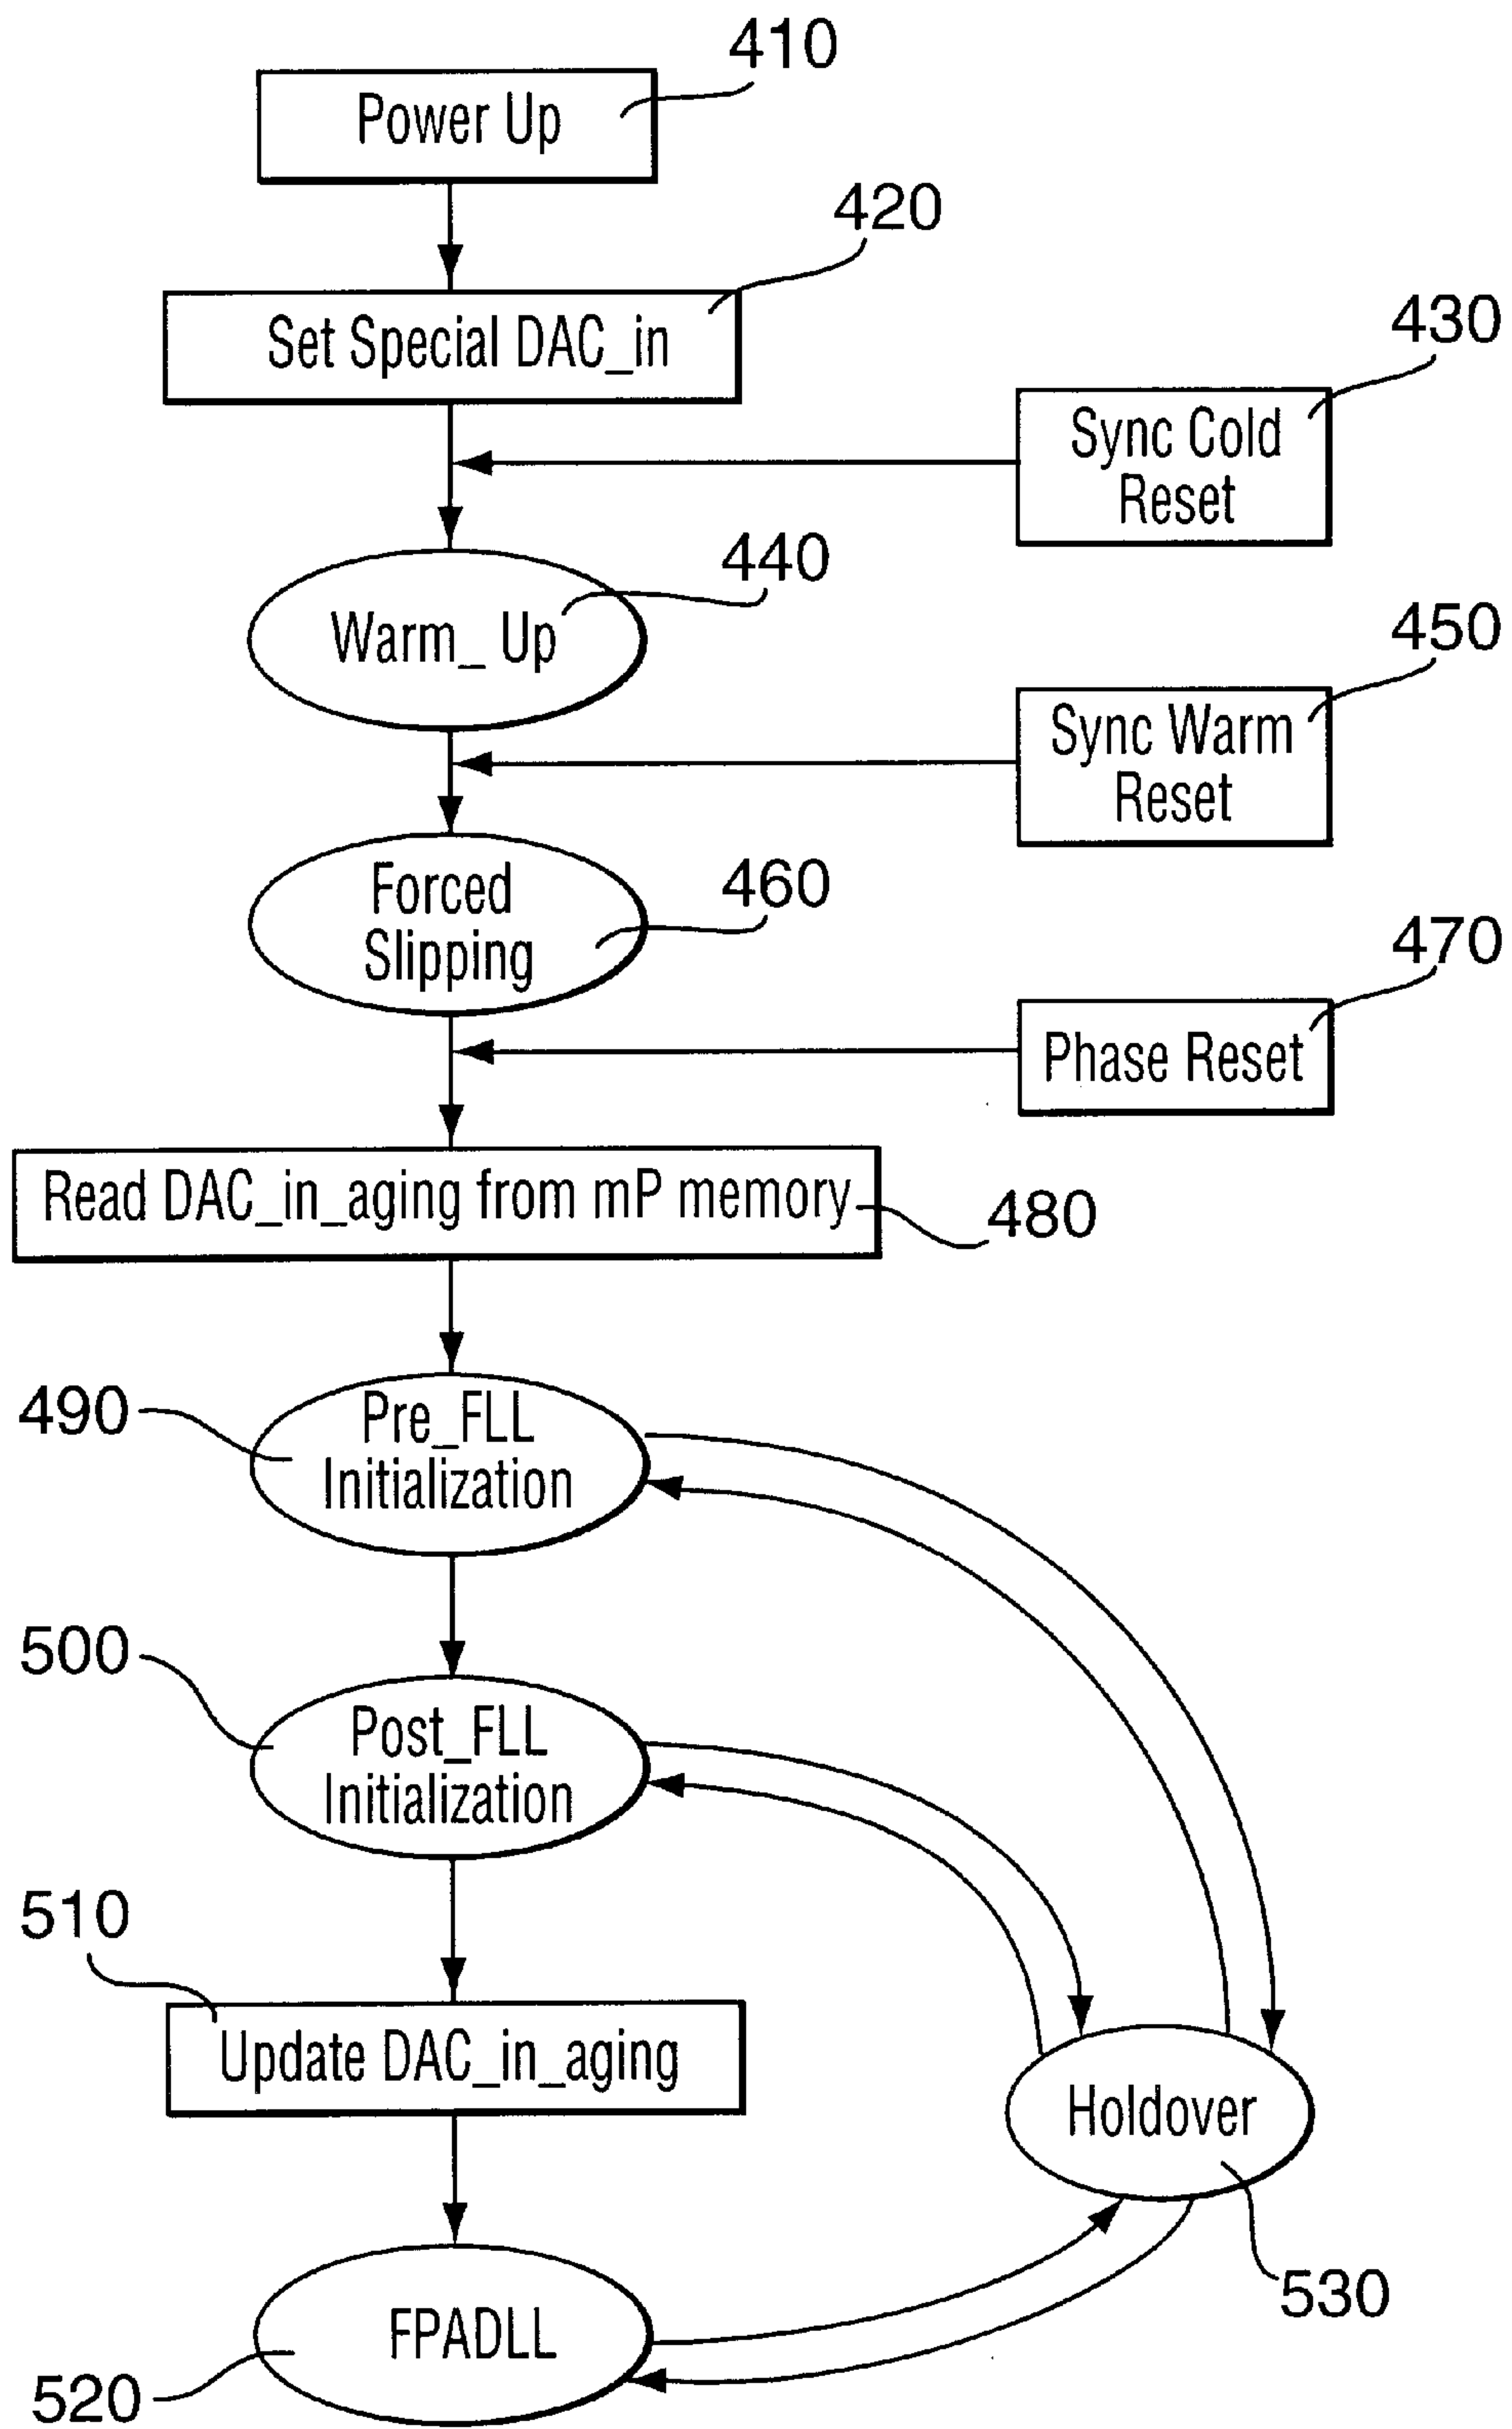 410
Power Up
420
Set Special DAC_in
430
Sync Cold
Reset
440
Warm_ Up
450
Sync Warm
Reset
Forced
Slipping
460
470
Phase Reset
Read DAC_in_aging from mP memory
480
490
Pre_FLL
Initialization
500
Post_FLL
Initialization
510
Update DAC_in_aging
Holdover
530
FPADLL
520